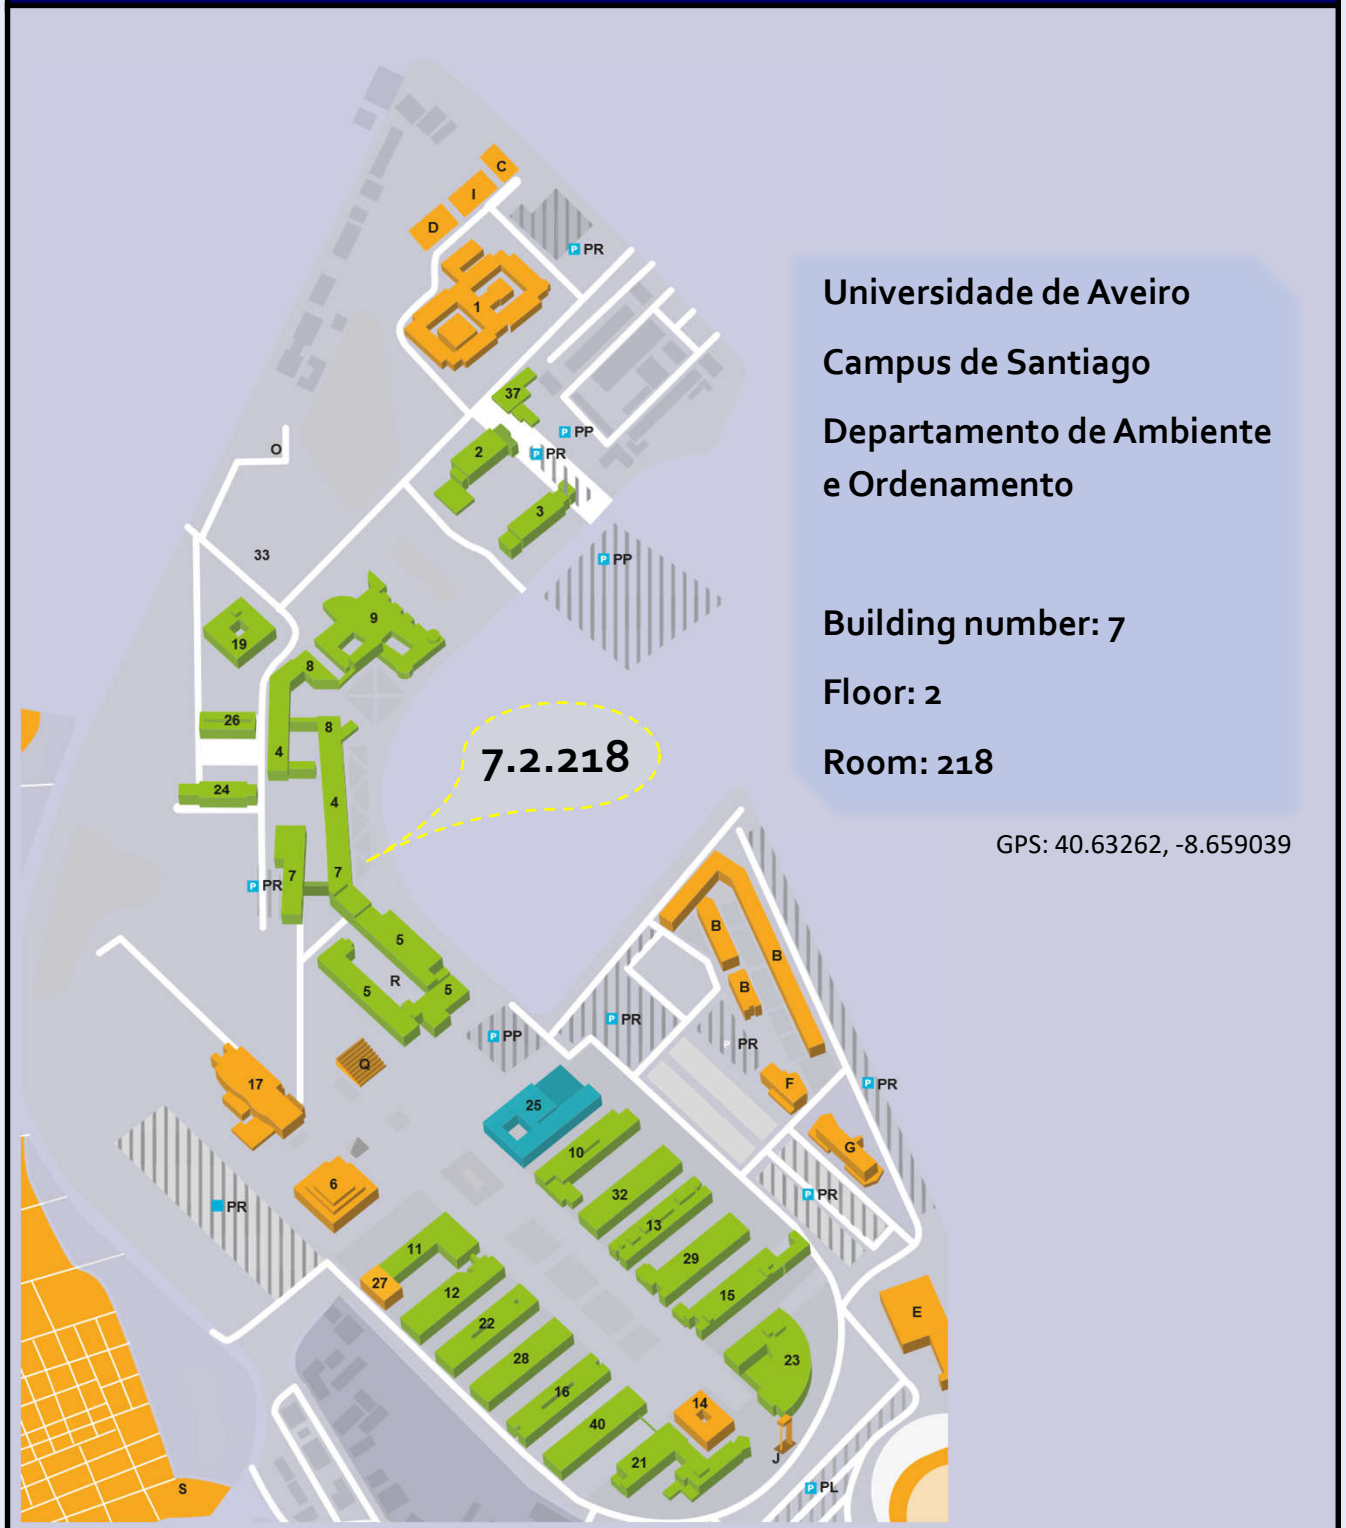 C
I
D
P PR
1
37
P PP
2
P PR
O
3
33
P PP
9
19
8
26
8
4
7.2.218
24
4
7
7
P PR
5
R
5
5
B
B
B
P PP
P PR
P PR
Q
17
F
P PR
25
10
G
32
P PR
6
PR
13
11
29
27
12
15
22
E
28
23
16
14
40
21
J
S
P PL
Universidade de Aveiro
Campus de Santiago
Departamento de Ambiente
e Ordenamento
Building number: 7
Floor: 2
Room: 218
GPS: 40.63262, -8.659039